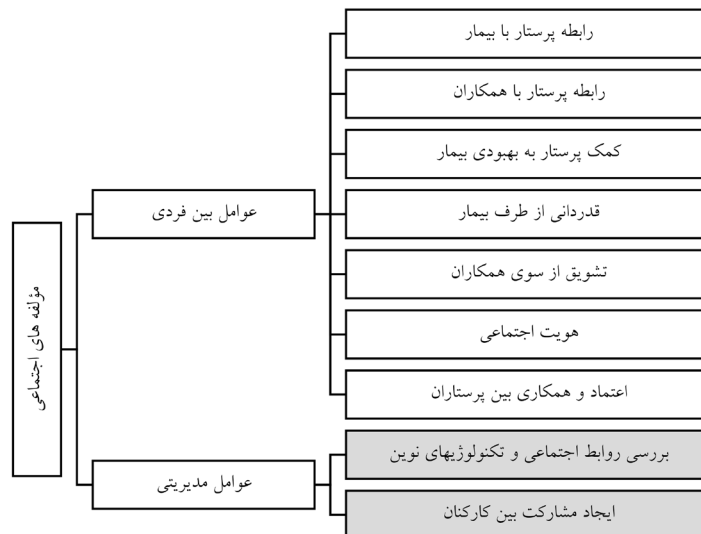 مؤلفه های اجتماعی
عوامل بین فردی
رابطه پرستار با بیمار
رابطه پرستار با همکاران
کمک پرستار به بهبودی بیمار
قدردانی از طرف بیمار
تشویق از سوی همکاران
هویت اجتماعی
اعتماد و همکاری بین پرستاران
عوامل مدیریتی
بررسی روابط اجتماعی و تکنولوژیهای نوین
ایجاد مشارکت بین کارکنان